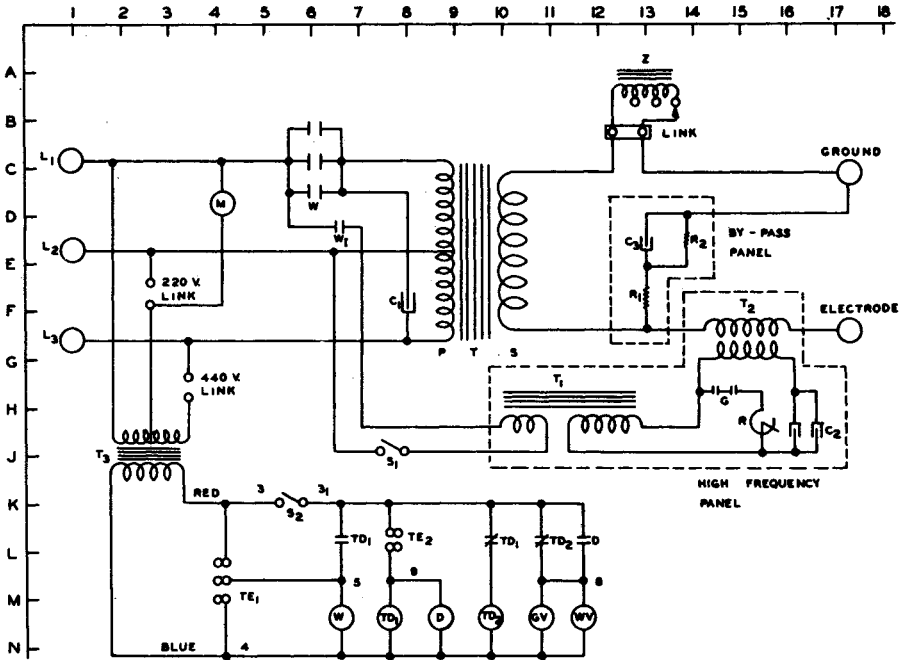 1 2 3 4 5 6 7 8 9 10 11 12 13 14 15 16 17 18
A
Z
B
LINK
C
L1
GROUND
W
M
D
W1
R2
BY-PASS
PANEL
C3
L2
E
220 V.
LINK
C1
R1
T2
F
ELECTRODE
L3
P T S
G
440 V.
LINK
T1
G
H
R
C2
T3
J
S1
HIGH FREQUENCY
PANEL
RED
3
S2
31
K
TD1
TE2
TD1
TD2
D
L
5
9
8
TE1
M
W
TD1
D
TD2
GV
WV
BLUE
4
N